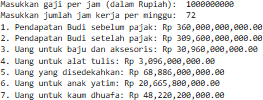 Masukkan gaji per jam (dalam Rupiah): 1000000000
Masukkan jumlah jam kerja per minggu: 72
1. Pendapatan Budi sebelum pajak: Rp 360,000,000,000.00
2. Pendapatan Budi setelah pajak: Rp 309,600,000,000.00
3. Uang untuk baju dan aksesoris: Rp 30,960,000,000.00
4. Uang untuk alat tulis: Rp 3,096,000,000.00
5. Uang yang disedekahkan: Rp 68,886,000,000.00
6. Uang untuk anak yatim: Rp 20,665,800,000.00
7. Uang untuk kaum dhuafa: Rp 48,220,200,000.00